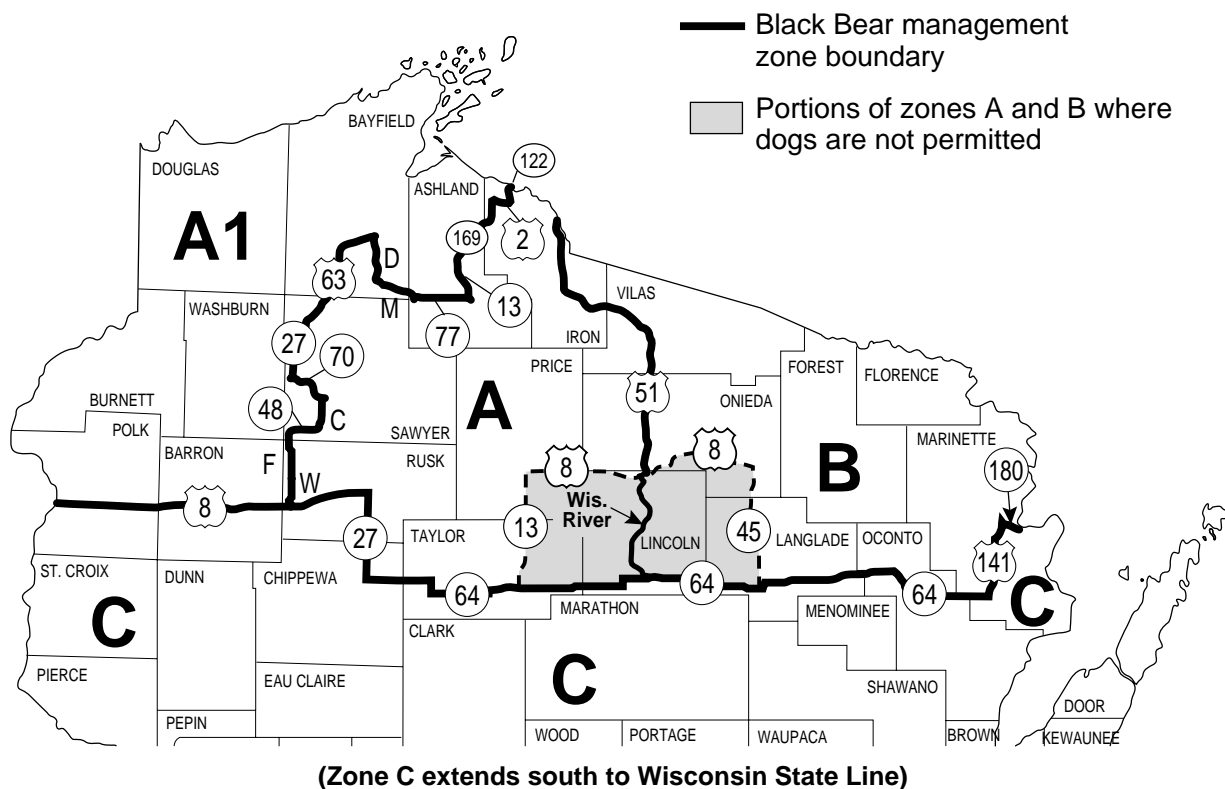 Black Bear management
zone boundary
Portions of zones A and B where
dogs are not permitted
BAYFIELD
DOUGLAS
ASHLAND
122
A1
169
2
D
63
M
13
VILAS
WASHBURN
77
IRON
27
70
PRICE
FOREST
FLORENCE
51
A
ONIEDA
BURNETT
48
C
POLK
SAWYER
MARINETTE
BARRON
F
RUSK
8
8
B
180
W
Wis.
River
8
13
45
TAYLOR
LINCOLN
LANGLADE
OCONTO
27
141
ST. CROIX
DUNN
CHIPPEWA
64
64
64
C
MARATHON
MENOMINEE
C
CLARK
PIERCE
EAU CLAIRE
C
SHAWANO
PEPIN
DOOR
WOOD
PORTAGE
WAUPACA
BROWN
KEWAUNEE
(Zone C extends south to Wisconsin State Line)